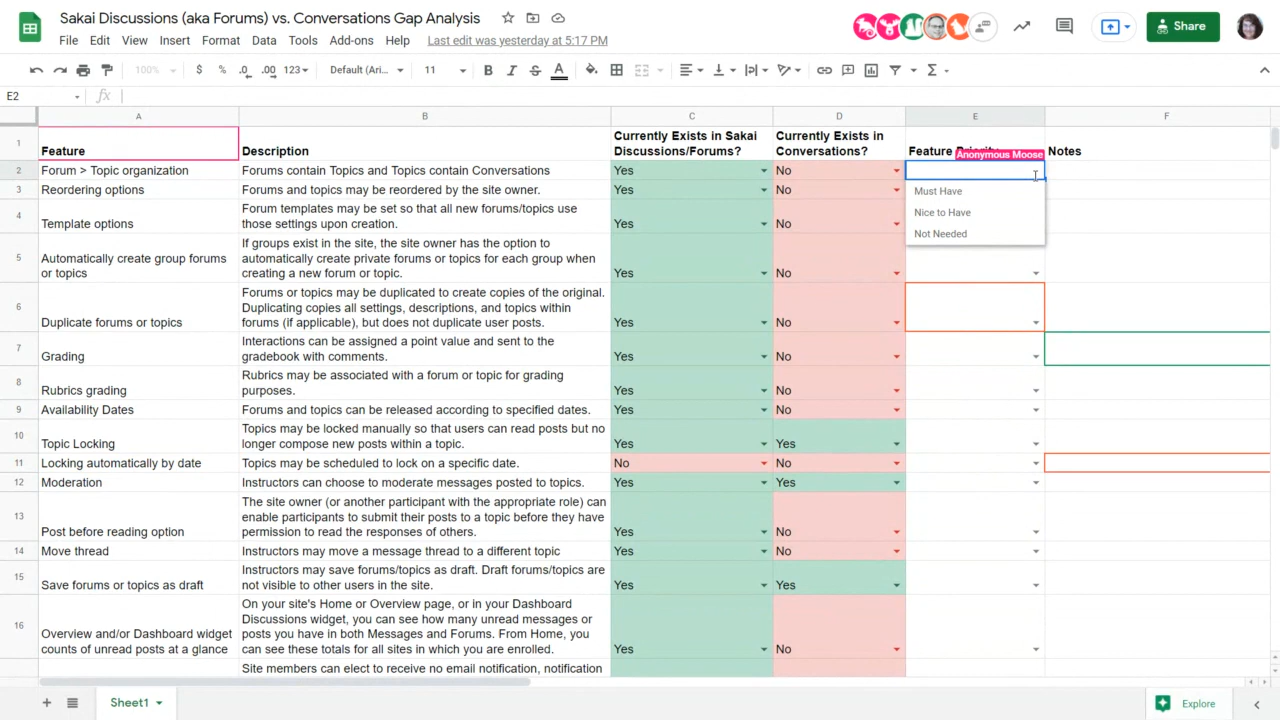 Sakai Discussions (aka Forums) vs. Conversations Gap Analysis
File Edit View Insert Format Data Tools Add-ons Help Last edit was yesterday at 5:17 PM
Share
100% $ % .0 .00 123 Default (Ari... 11 B I S A
E2 fx
A B C D E F
1 Feature Description Currently Exists in Sakai Discussions/Forums? Currently Exists in Conversations? Feature Priority Notes
Anonymous Moose
2 Forum > Topic organization Forums contain Topics and Topics contain Conversations Yes No
Must Have
Nice to Have
Not Needed
3 Reordering options Forums and topics may be reordered by the site owner. Yes No
4 Template options Forum templates may be set so that all new forums/topics use
those settings upon creation. Yes No
5 Automatically create group forums
or topics If groups exist in the site, the site owner has the option to
automatically create private forums or topics for each group when
creating a new forum or topic. Yes No
6 Duplicate forums or topics Forums or topics may be duplicated to create copies of the original.
Duplicating copies all settings, descriptions, and topics within
forums (if applicable), but does not duplicate user posts. Yes No
7 Grading Interactions can be assigned a point value and sent to the
gradebook with comments. Yes No
8 Rubrics grading Rubrics may be associated with a forum or topic for grading
purposes. Yes No
9 Availability Dates Forums and topics can be released according to specified dates. Yes No
10 Topic Locking Topics may be locked manually so that users can read posts but no
longer compose new posts within a topic. Yes Yes
11 Locking automatically by date Topics may be scheduled to lock on a specific date. No No
12 Moderation Instructors can choose to moderate messages posted to topics. Yes Yes
13 Post before reading option The site owner (or another participant with the appropriate role) can
enable participants to submit their posts to a topic before they have
permission to read the responses of others. Yes No
14 Move thread Instructors may move a message thread to a different topic Yes No
15 Save forums or topics as draft Instructors may save forums/topics as draft. Draft forums/topics are
not visible to other users in the site. Yes Yes
16 Overview and/or Dashboard widget
counts of unread posts at a glance On your site's Home or Overview page, or in your Dashboard
Discussions widget, you can see how many unread messages or
posts you have in both Messages and Forums. From Home, you
can see these totals for all sites in which you are enrolled. Yes No
Site members can elect to receive no email notification, notification
Sheet1
Explore